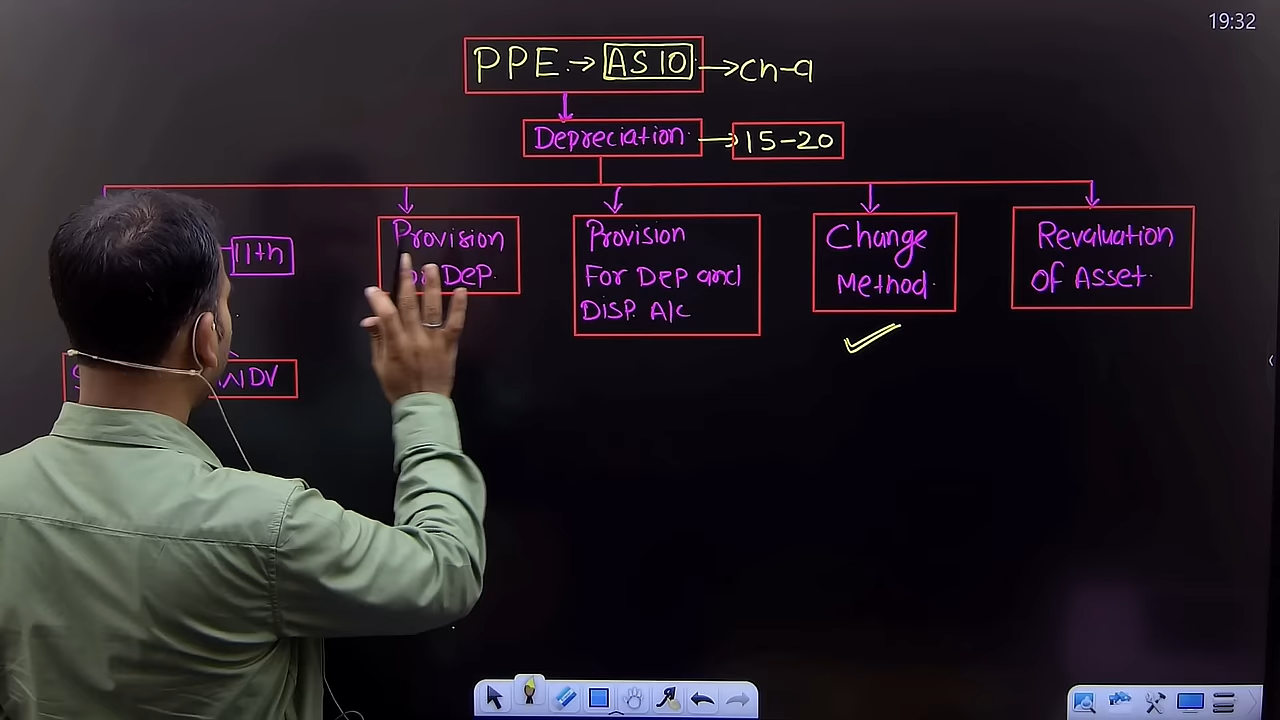 19:32
PPE → AS 10 → Ch-9
Depreciation → 15-20
11th
WDV
Provision
For Dep.
Provision
For Dep and
Disp. A/c
Change
Method
Revaluation
of Asset.